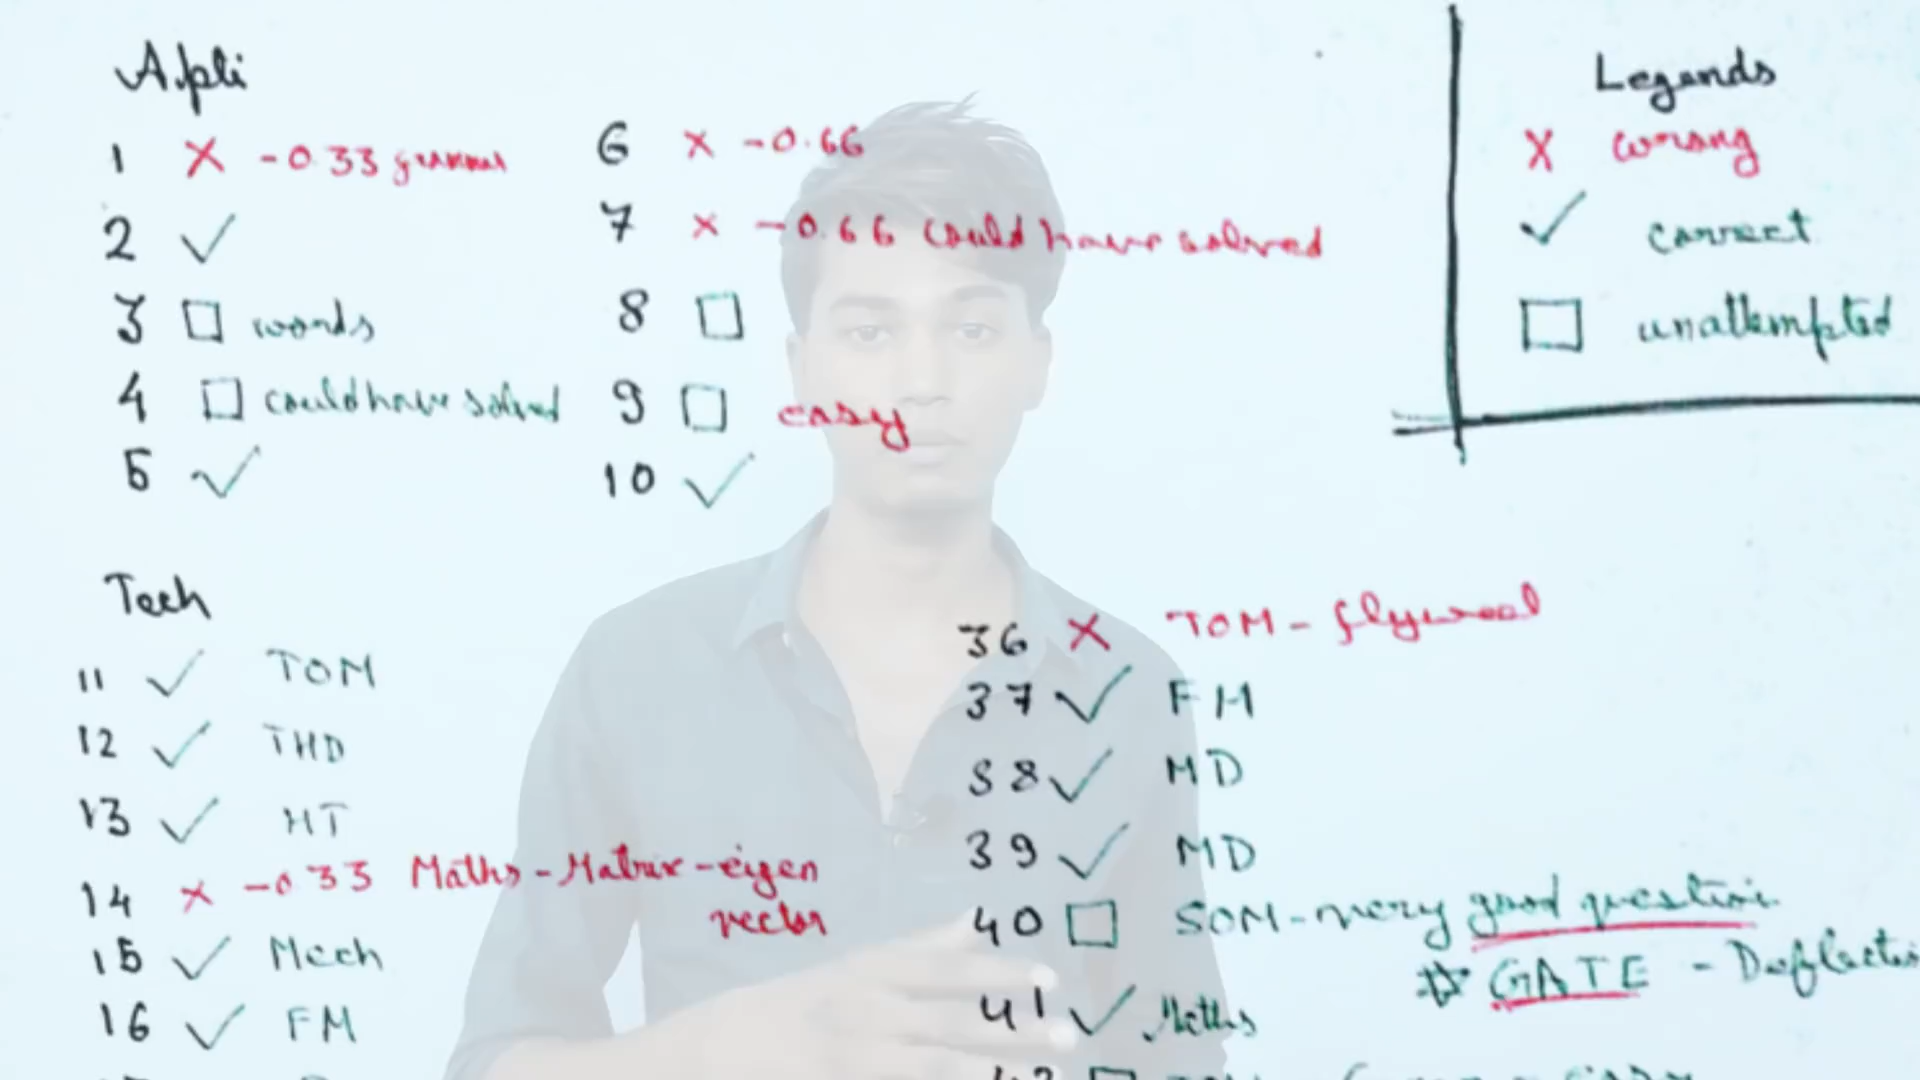 Apti
1 X -0.33 grammar
2 ✓
3 ☐ words
4 ☐ could have solved
5 ✓
6 X -0.66
7 X -0.66 could have solved
8 ☐
9 ☐ easy
10 ✓
Legends
X wrong
✓ correct
☐ unattempted
Tech
11 ✓ TOM
12 ✓ THD
13 ✓ HT
14 X -0.33 Maths - Matrix - eigen
vector
15 ✓ Mech
16 ✓ FM
36 X TOM - flywheel
37 ✓ FM
38 ✓ MD
39 ✓ MD
40 ☐ SOM - very good question
☆ GATE - Deflectio
41 ✓ Maths